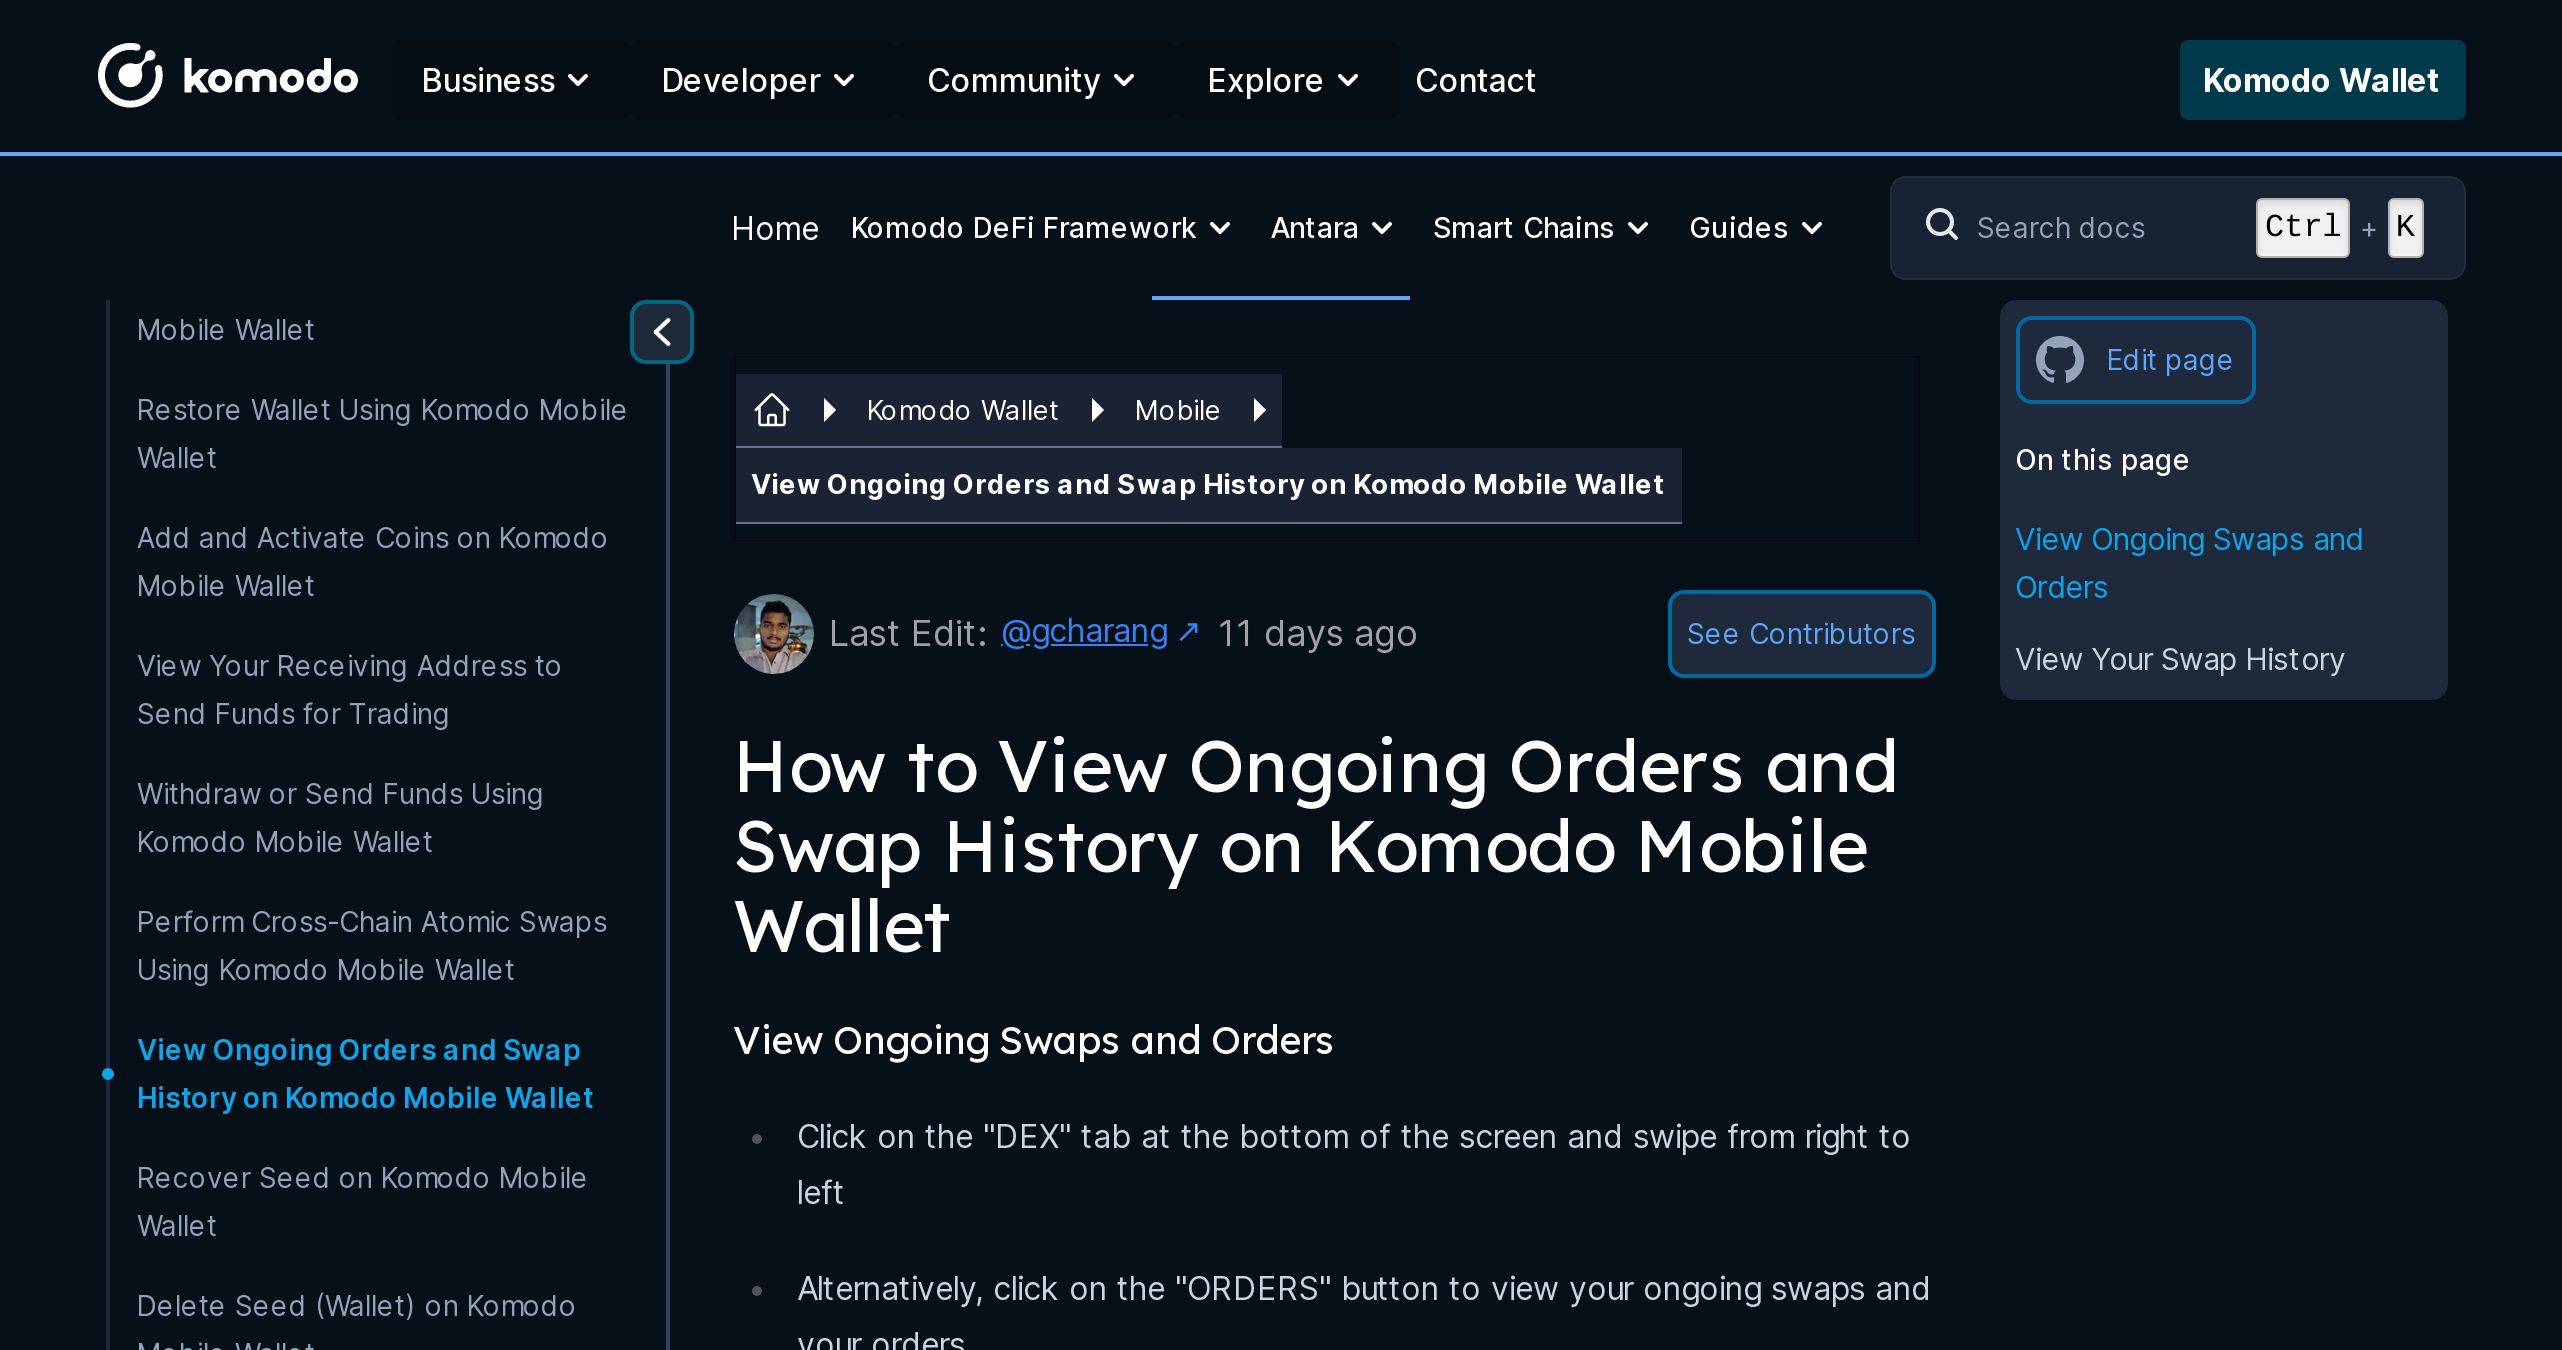 komodo
Business
Developer
Community
Explore
Contact
Komodo Wallet
Home
Komodo DeFi Framework
Antara
Smart Chains
Guides
Search docs
Ctrl + K
Mobile Wallet
Restore Wallet Using Komodo Mobile
Wallet
Add and Activate Coins on Komodo
Mobile Wallet
View Your Receiving Address to
Send Funds for Trading
Withdraw or Send Funds Using
Komodo Mobile Wallet
Perform Cross-Chain Atomic Swaps
Using Komodo Mobile Wallet
View Ongoing Orders and Swap
History on Komodo Mobile Wallet
Recover Seed on Komodo Mobile
Wallet
Delete Seed (Wallet) on Komodo
Mobile Wallet
Komodo Wallet
Mobile
View Ongoing Orders and Swap History on Komodo Mobile Wallet
Last Edit: @gcharang ↗ 11 days ago
See Contributors
How to View Ongoing Orders and
Swap History on Komodo Mobile
Wallet
View Ongoing Swaps and Orders
Click on the "DEX" tab at the bottom of the screen and swipe from right to
left
Alternatively, click on the "ORDERS" button to view your ongoing swaps and
your orders
Edit page
On this page
View Ongoing Swaps and
Orders
View Your Swap History